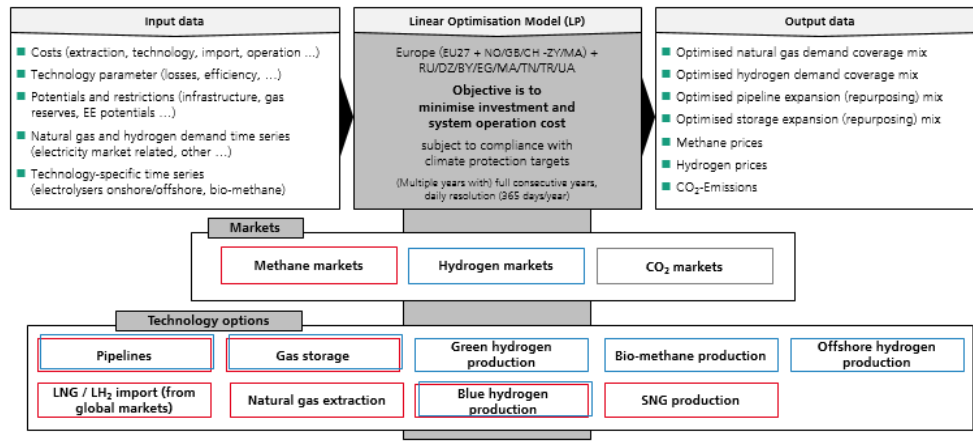 Input data
Costs (extraction, technology, import, operation ...)
Technology parameter (losses, efficiency, ...)
Potentials and restrictions (infrastructure, gas
reserves, EE potentials ...)
Natural gas and hydrogen demand time series
(electricity market related, other ...)
Technology-specific time series
(electrolysers onshore/offshore, bio-methane)
Linear Optimisation Model (LP)
Europe (EU27 + NO/GB/CH -ZY/MA) +
RU/DZ/BY/EG/MA/TN/TR/UA
Objective is to
minimise investment and
system operation cost
subject to compliance with
climate protection targets
(Multiple years with) full consecutive years,
daily resolution (365 days/year)
Output data
Optimised natural gas demand coverage mix
Optimised hydrogen demand coverage mix
Optimised pipeline expansion (repurposing) mix
Optimised storage expansion (repurposing) mix
Methane prices
Hydrogen prices
CO₂-Emissions
Markets
Methane markets
Hydrogen markets
CO₂ markets
Technology options
Pipelines
Gas storage
Green hydrogen
production
Bio-methane production
Offshore hydrogen
production
LNG / LH₂ import (from
global markets)
Natural gas extraction
Blue hydrogen
production
SNG production